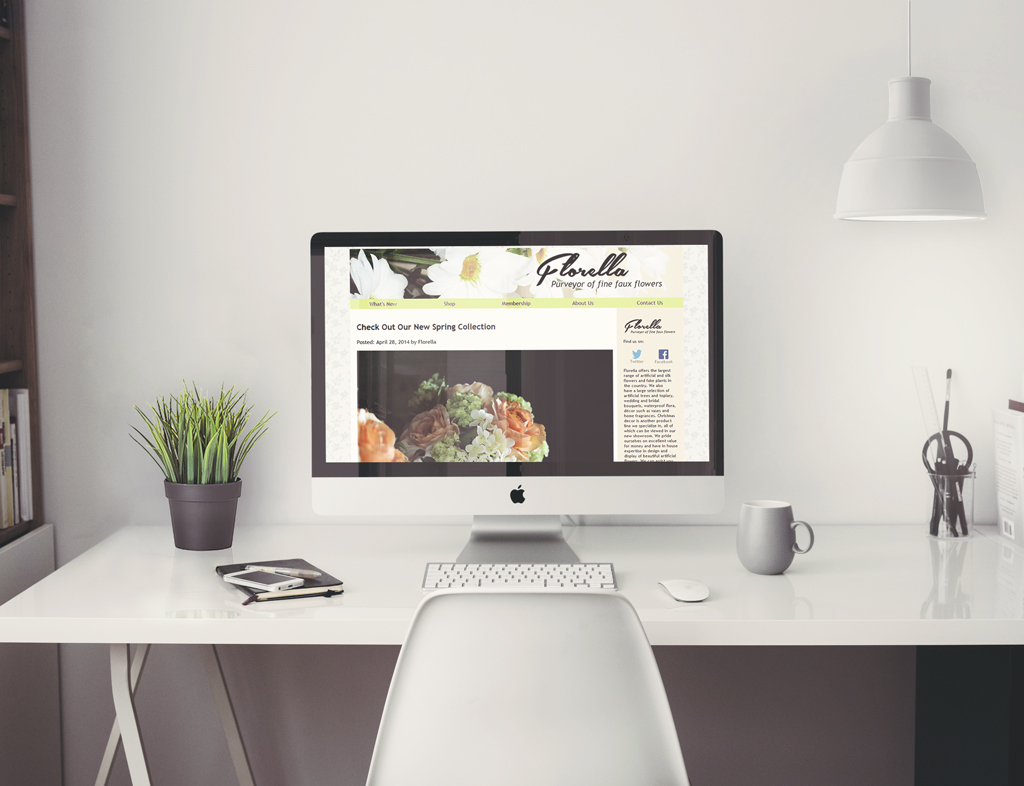 Florella
Purveyor of fine faux flowers
What's New
Shop
Membership
About Us
Contact Us
Check Out Our New Spring Collection
Posted: April 28, 2014 by Florella
Florella
Purveyor of fine faux flowers
Find us on:
Twitter
Facebook
Florella offers the largest
range of artificial and silk
flowers and fake plants in
the country. We also
have a large selection of
artificial trees and topiary,
wedding and bridal
bouquets, waterproof flora,
décor such as vases and
home fragrances. Christmas
decor is another product
line we specialize in, all of
which can be viewed in our
new showroom. We pride
ourselves on excellent value
for money and have in house
expertise in design and
display of beautiful artificial